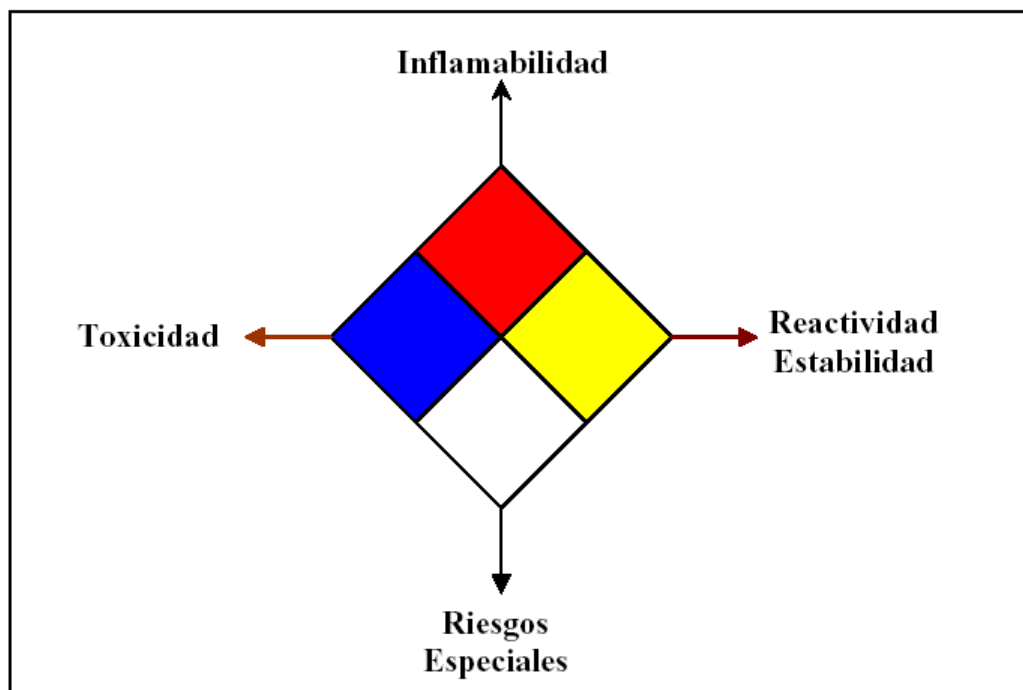 Inflamabilidad
Toxicidad
Reactividad
Estabilidad
Riesgos
Especiales